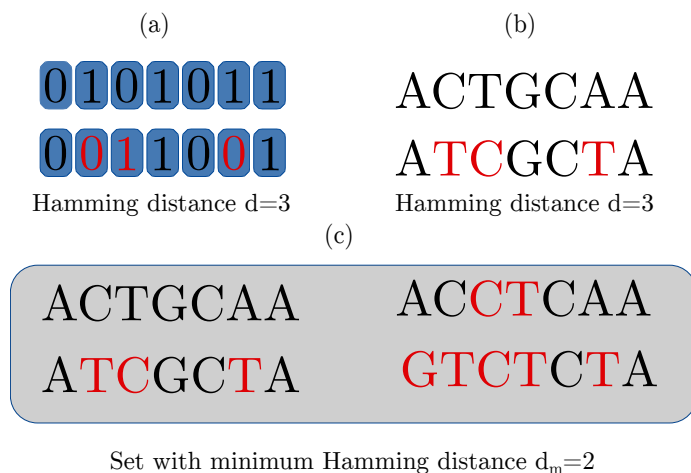 (a)
0101011
0011001
Hamming distance d=3
(b)
ACTGCAA
ATCGCTA
Hamming distance d=3
(c)
ACTGCAA
ATCGCTA
ACCTCAA
GTCTCTA
Set with minimum Hamming distance dₘ=2